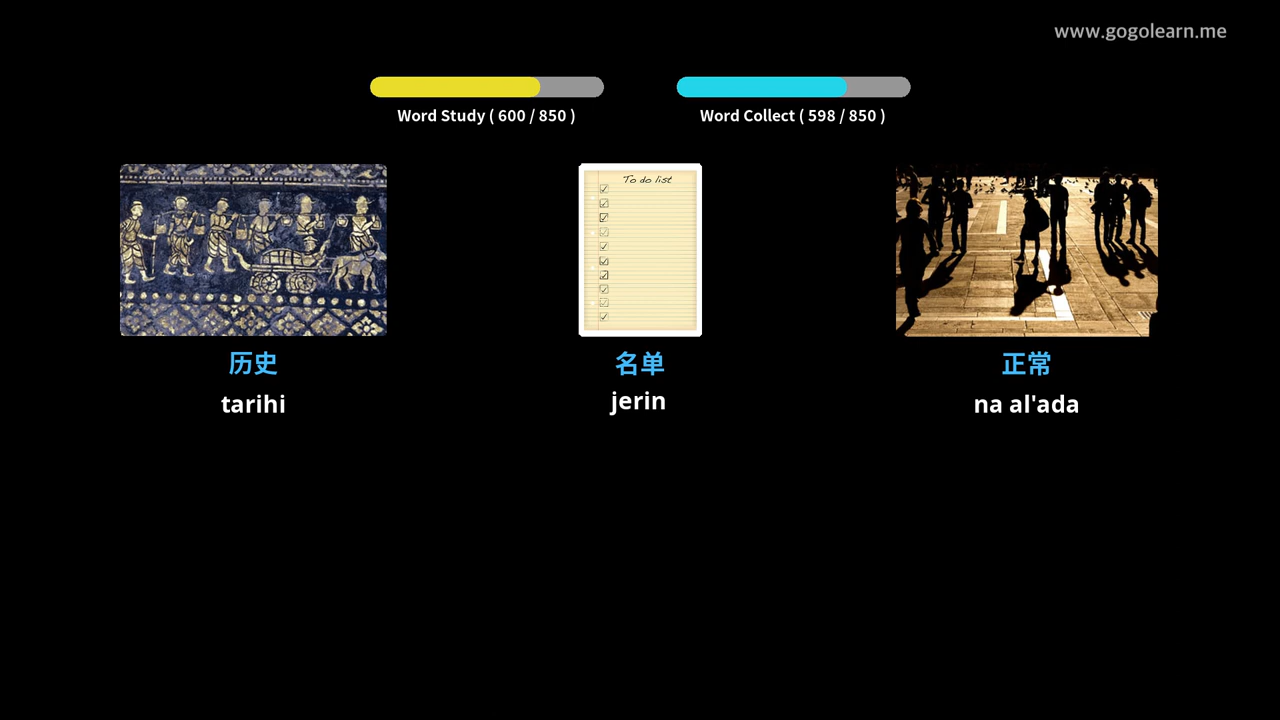 www.gogolearn.me
Word Study ( 600 / 850 )
Word Collect ( 598 / 850 )
To do list
历史
名单
正常
tarihi
jerin
na al'ada